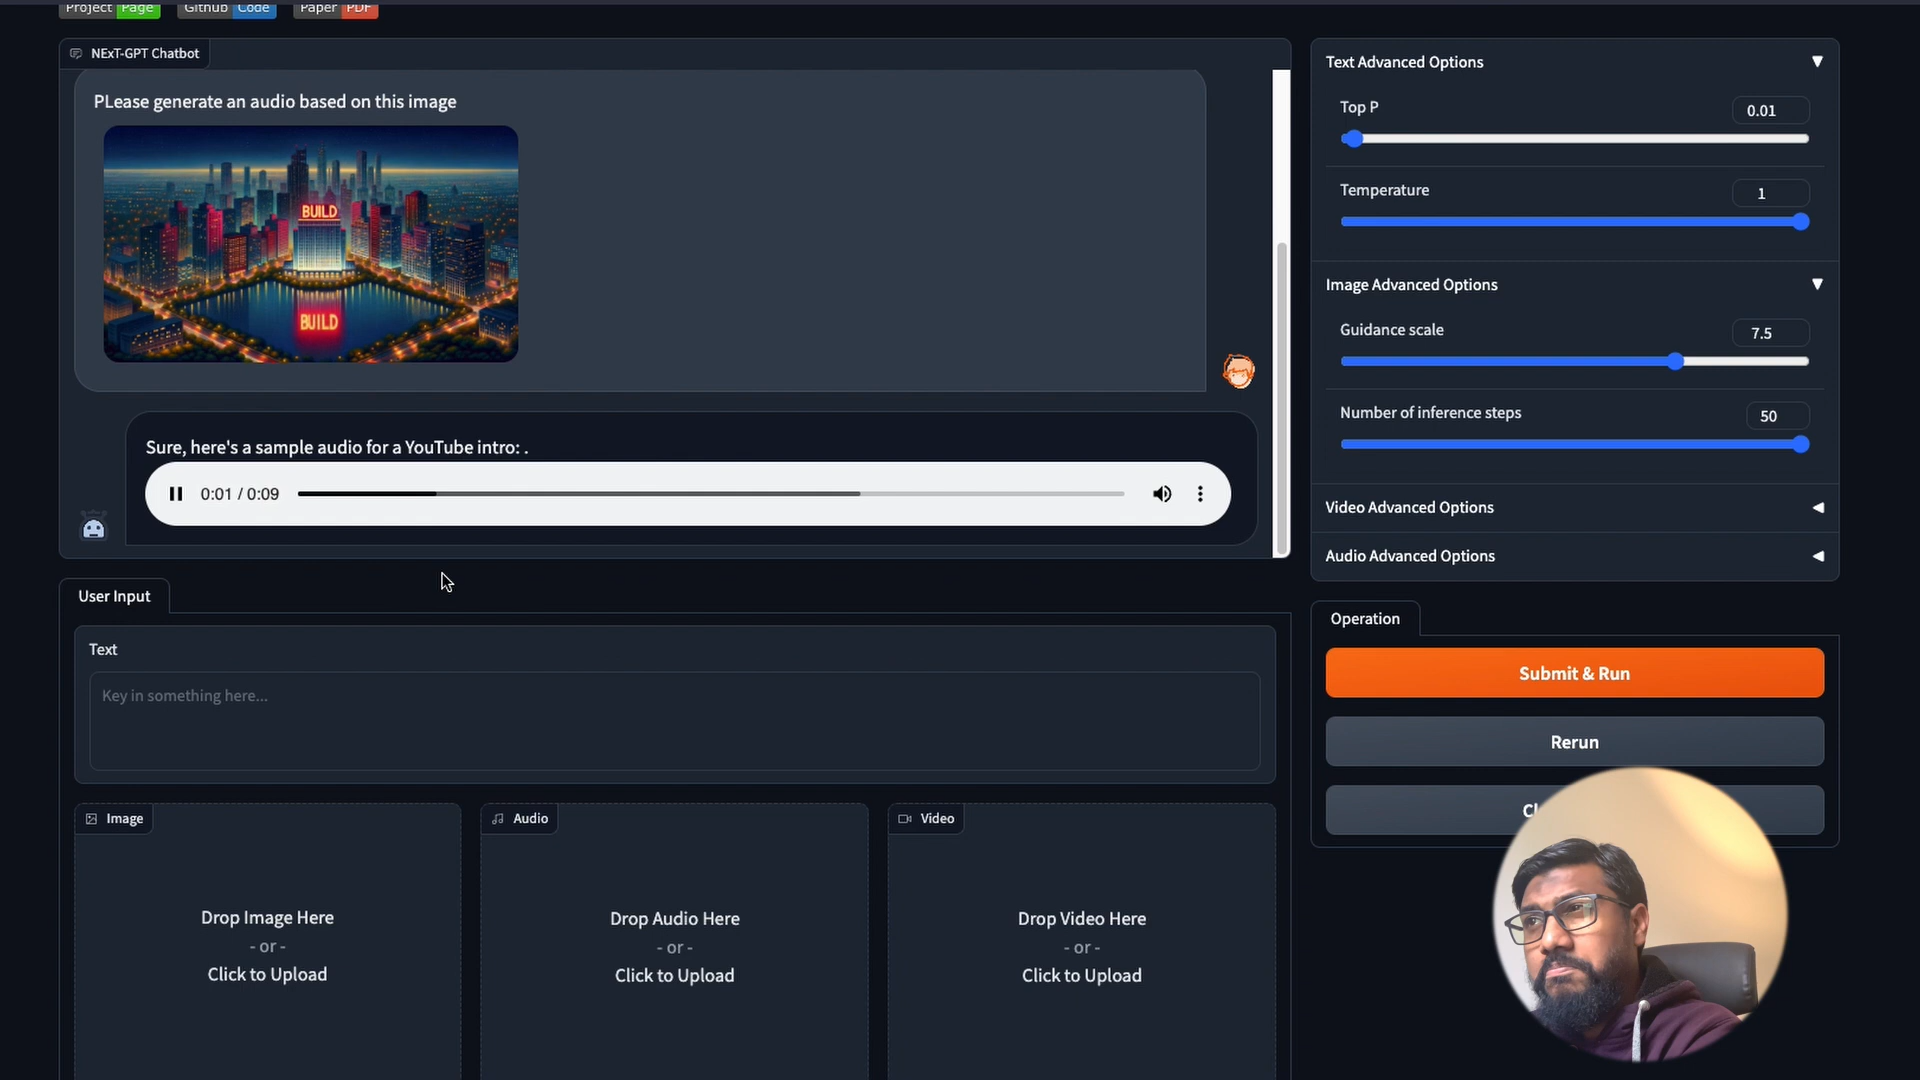 Project Page Github Code Paper PDF
NExT-GPT Chatbot
PLease generate an audio based on this image
BUILD
BUILD
Sure, here's a sample audio for a YouTube intro: .
0:01 / 0:09
User Input
Text
Key in something here...
Image
Drop Image Here
- or -
Click to Upload
Audio
Drop Audio Here
- or -
Click to Upload
Video
Drop Video Here
- or -
Click to Upload
Text Advanced Options
Top P 0.01
Temperature 1
Image Advanced Options
Guidance scale 7.5
Number of inference steps 50
Video Advanced Options
Audio Advanced Options
Operation
Submit & Run
Rerun